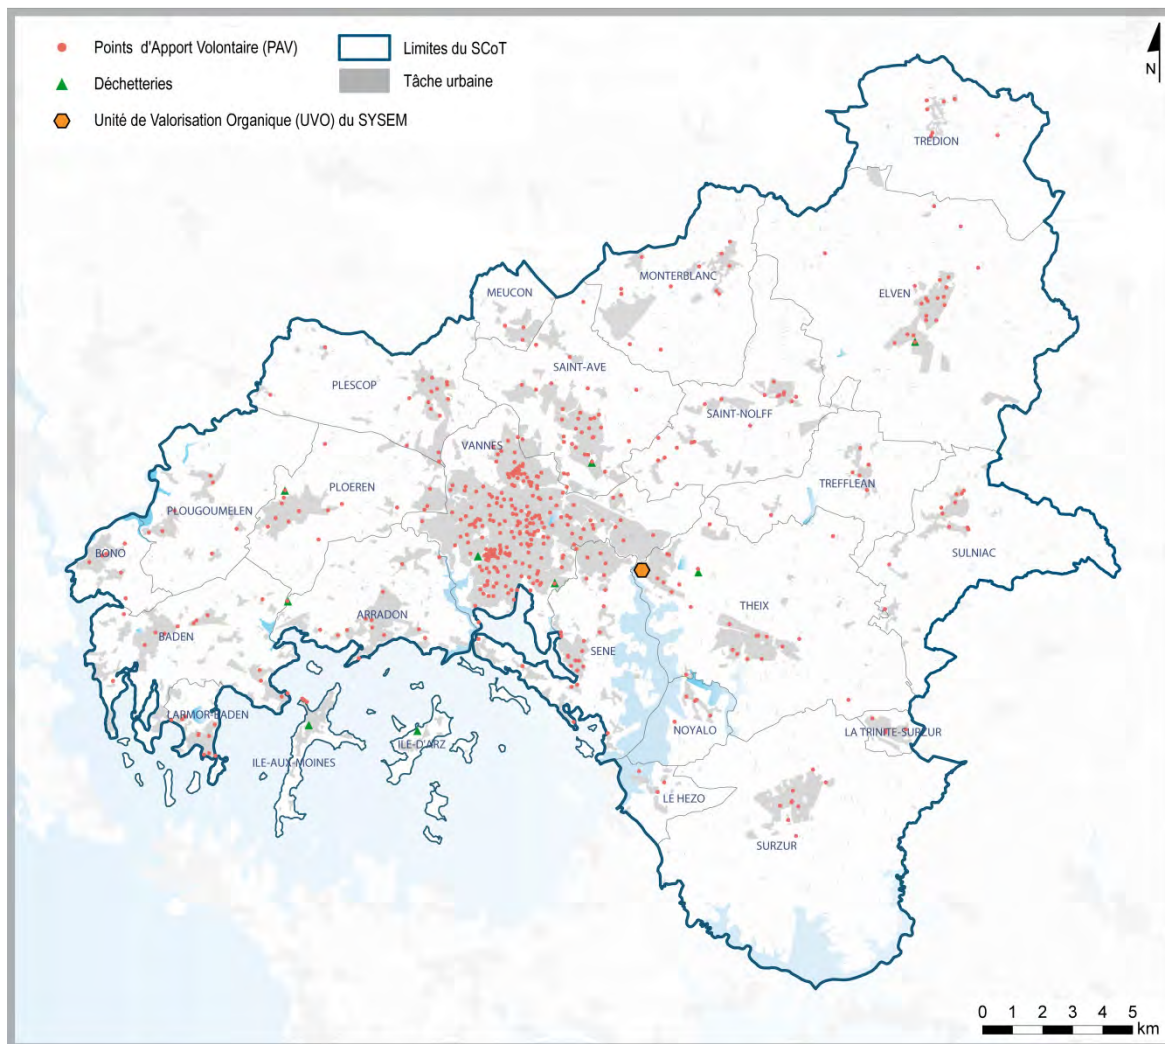 Points d'Apport Volontaire (PAV)
Limites du SCoT
Déchetteries
Tâche urbaine
Unité de Valorisation Organique (UVO) du SYSEM
N
TREDION
MONTERBLANC
MEUCON
ELVEN
SAINT-AVE
PLESCOP
SAINT-NOLFF
VANNES
PLOEREN
TREFFLEAN
PLOUGOUMELEN
BONO
SULNIAC
THEIX
ARRADON
BADEN
SENE
LARMOR-BADEN
NOYALO
LA TRINITE-SURZUR
ILE-D'ARZ
ILE-AUX-MOINES
LE HEZO
SURZUR
0 1 2 3 4 5
km